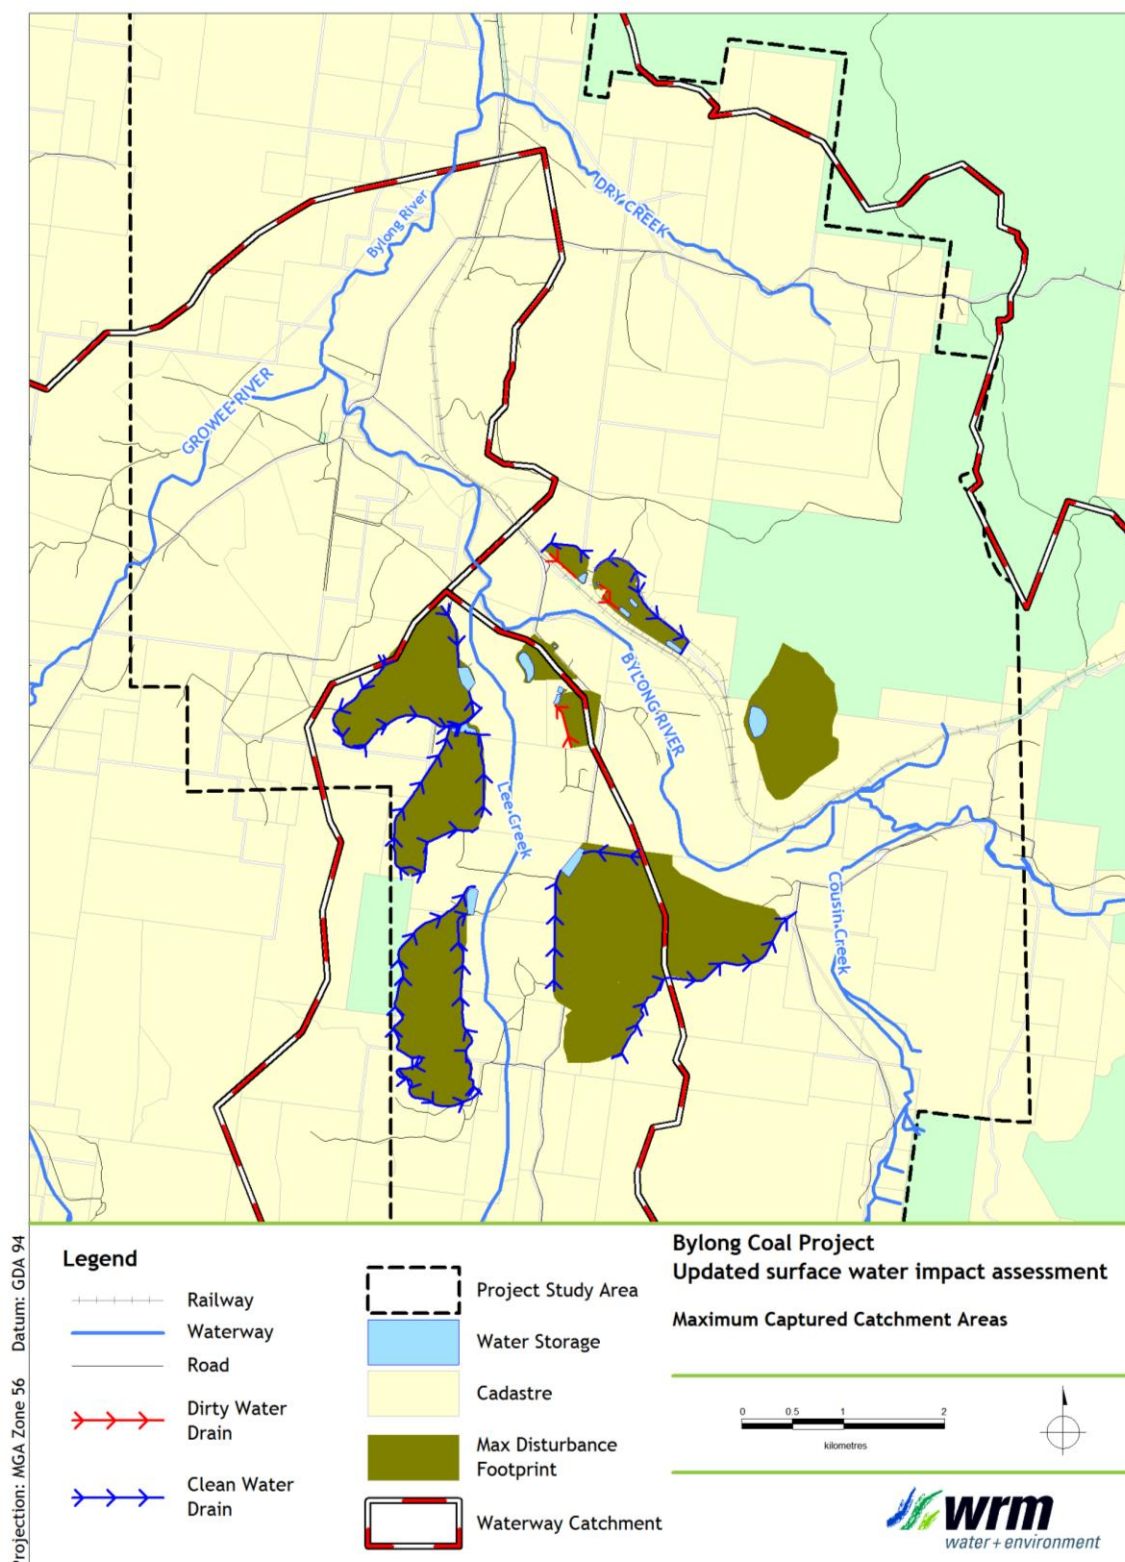 DRY CREEK
Bylong River
GROWEE RIVER
BYLONG RIVER
Lee Creek
Cousin Creek
Projection: MGA Zone 56 Datum: GDA 94
Legend
Railway
Waterway
Road
Dirty Water
Drain
Clean Water
Drain
Project Study Area
Water Storage
Cadastre
Max Disturbance
Footprint
Waterway Catchment
Bylong Coal Project
Updated surface water impact assessment
Maximum Captured Catchment Areas
0 0.5 1 2
kilometres
wrm
water + environment